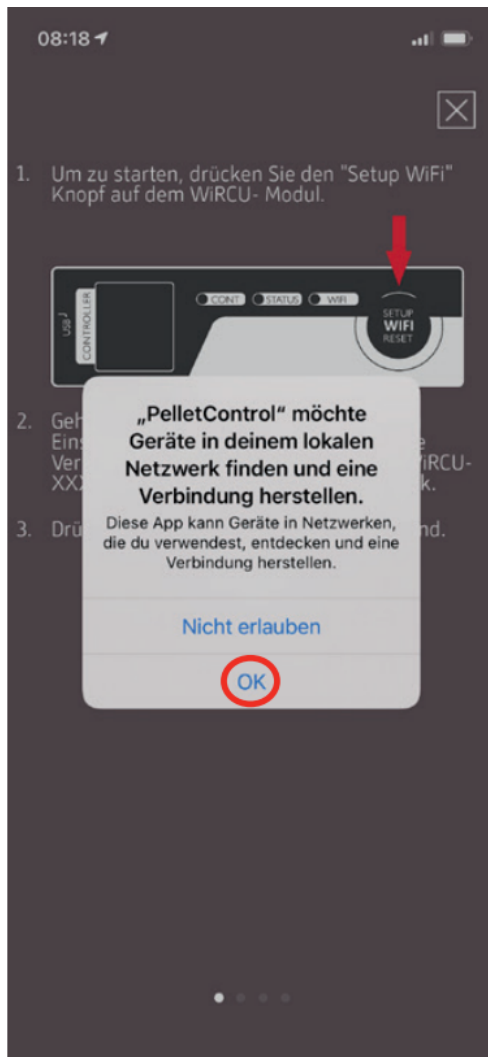 08:18
1. Um zu starten, drücken Sie den "Setup WiFi"
Knopf auf dem WiRCU- Modul.
USB
CONTROLLER
CONT
STATUS
WIFI
SETUP
WIFI
RESET
2. Geh
Eins
Ver
iRCU-
XXX
k.
3. Drü
nd.
„PelletControl“ möchte
Geräte in deinem lokalen
Netzwerk finden und eine
Verbindung herstellen.
Diese App kann Geräte in Netzwerken,
die du verwendest, entdecken und eine
Verbindung herstellen.
Nicht erlauben
OK